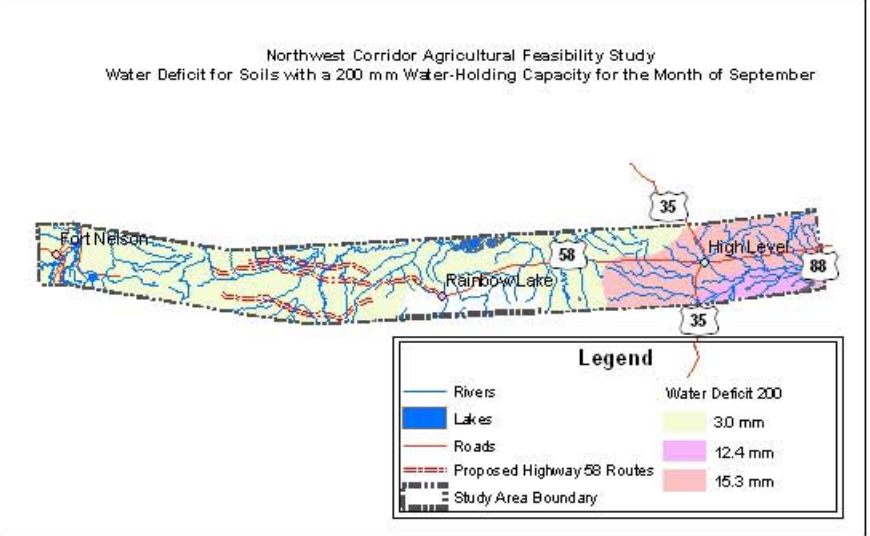 Northwest Corridor Agricultural Feasibility Study
Water Deficit for Soils with a 200 mm Water-Holding Capacity for the Month of September
35
Fort Nelson
58
High Level
88
Rainbow Lake
35
Legend
Rivers
Lakes
Roads
Proposed Highway 58 Routes
Study Area Boundary
Water Deficit 200
3.0 mm
12.4 mm
15.3 mm